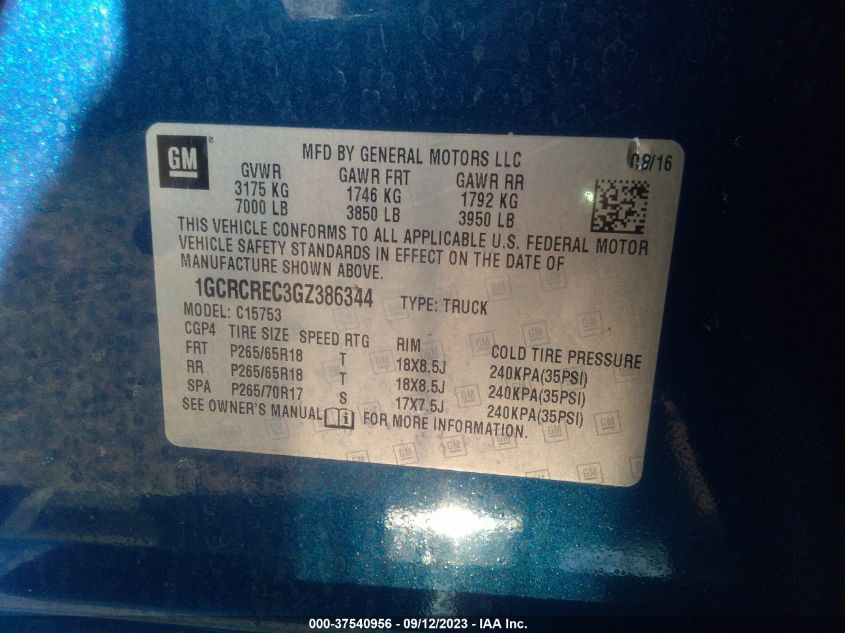 GM ®
MFD BY GENERAL MOTORS LLC
08/16
GVWR GAWR FRT GAWR RR
3175 KG 1746 KG 1792 KG
7000 LB 3850 LB 3950 LB
THIS VEHICLE CONFORMS TO ALL APPLICABLE U.S. FEDERAL MOTOR
VEHICLE SAFETY STANDARDS IN EFFECT ON THE DATE OF
MANUFACTURE SHOWN ABOVE.
1GCRCREC3GZ386344 TYPE: TRUCK
MODEL: C15753
CGP4 TIRE SIZE SPEED RTG RIM COLD TIRE PRESSURE
FRT P265/65R18 T 18X8.5J 240KPA(35PSI)
RR P265/65R18 T 18X8.5J 240KPA(35PSI)
SPA P265/70R17 S 17X7.5J 240KPA(35PSI)
SEE OWNER'S MANUAL i FOR MORE INFORMATION.
000-37540956 — 09/12/2023 — IAA Inc.